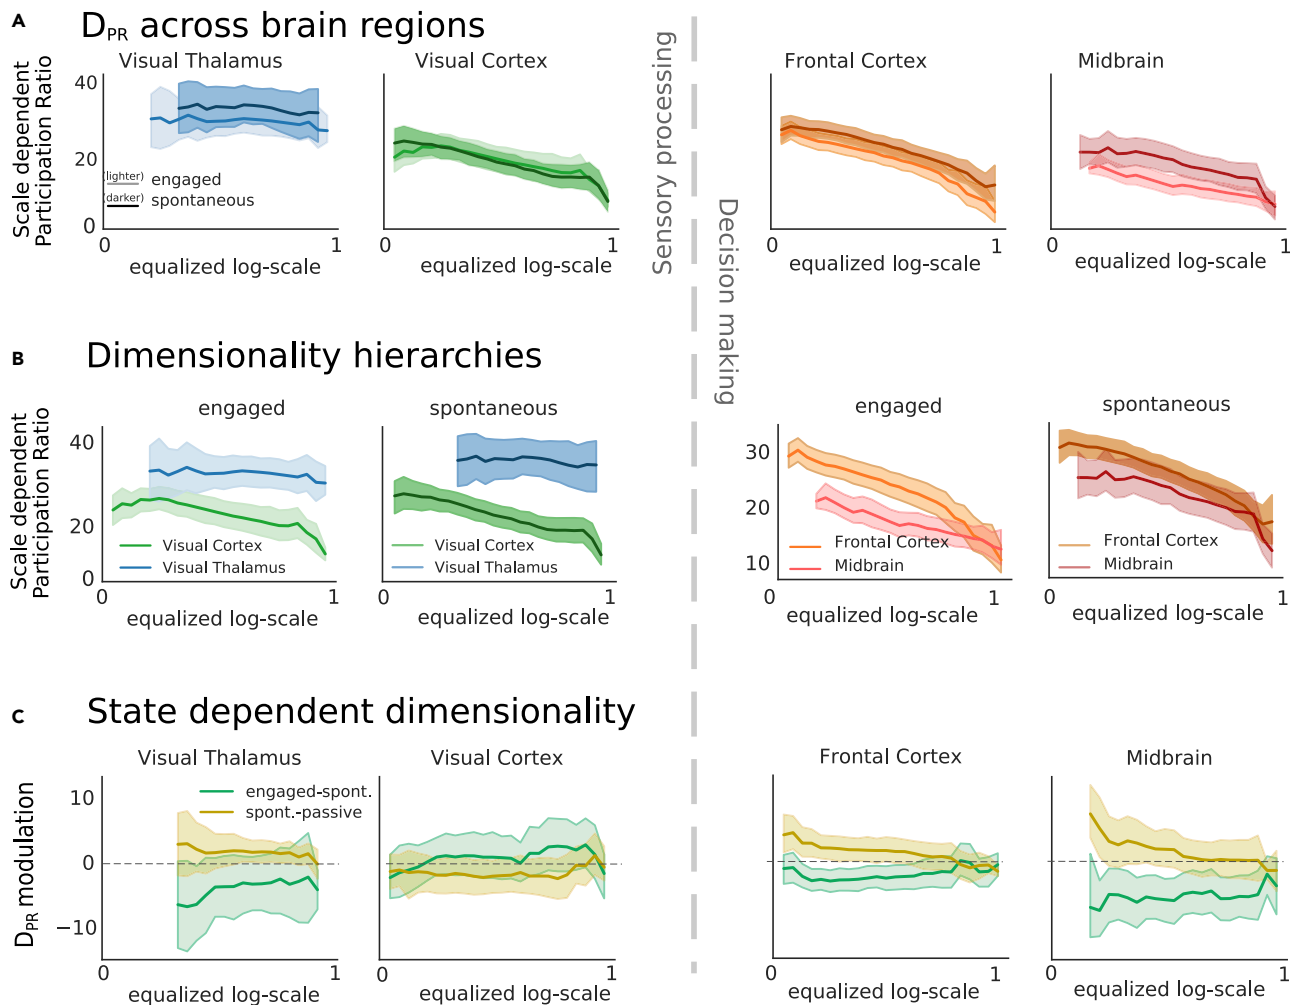 A
D_PR across brain regions
Visual Thalamus
Visual Cortex
Frontal Cortex
Midbrain
Scale dependent
Participation Ratio
40
20
0
(lighter)
engaged
(darker)
spontaneous
0
1
equalized log-scale
0
1
equalized log-scale
Sensory processing
Decision making
0
1
equalized log-scale
0
1
equalized log-scale
B
Dimensionality hierarchies
engaged
spontaneous
engaged
spontaneous
Scale dependent
Participation Ratio
40
20
0
Visual Cortex
Visual Thalamus
0
1
equalized log-scale
Visual Cortex
Visual Thalamus
0
1
equalized log-scale
30
20
10
Frontal Cortex
Midbrain
0
1
equalized log-scale
Frontal Cortex
Midbrain
0
1
equalized log-scale
C
State dependent dimensionality
Visual Thalamus
Visual Cortex
Frontal Cortex
Midbrain
D_PR modulation
10
0
−10
engaged-spont.
spont.-passive
0
1
equalized log-scale
0
1
equalized log-scale
0
1
equalized log-scale
0
1
equalized log-scale